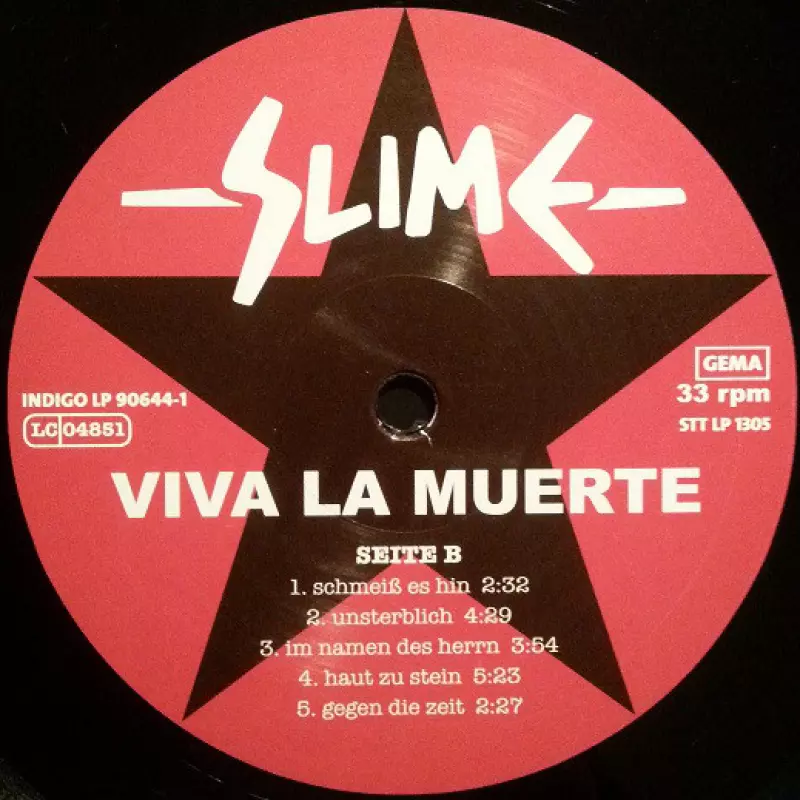 SLIME
GEMA
33 rpm
STT LP 1305
INDIGO LP 90644-1
LC 04851
VIVA LA MUERTE
SEITE B
1. schmeiß es hin 2:32
2. unsterblich 4:29
3. im namen des herrn 3:54
4. haut zu stein 5:23
5. gegen die zeit 2:27